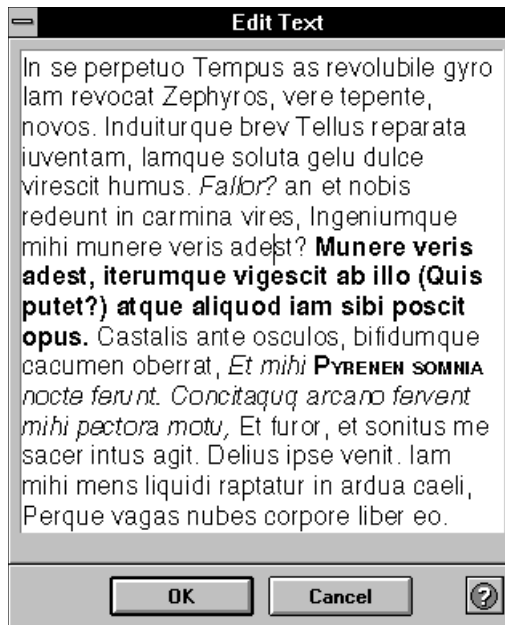 Edit Text
In se perpetuo Tempus as revolubile gyro
Iam revocat Zephyros, vere tepente,
novos. Induiturque brev Tellus reparata
iuventam, Iamque soluta gelu dulce
virescit humus. Fallor? an et nobis
redeunt in carmina vires, Ingeniumque
mihi munere veris adest? Munere veris
adest, iterumque vigescit ab illo (Quis
putet?) atque aliquod iam sibi poscit
opus. Castalis ante osculos, bifidumque
cacumen oberrat, Et mihi PYRENEN SOMNIA
nocte ferunt. Concitaquq arcano fervent
mihi pectora motu, Et furor, et sonitus me
sacer intus agit. Delius ipse venit. Iam
mihi mens liquidi raptatur in ardua caeli,
Perque vagas nubes corpore liber eo.
OK Cancel ?